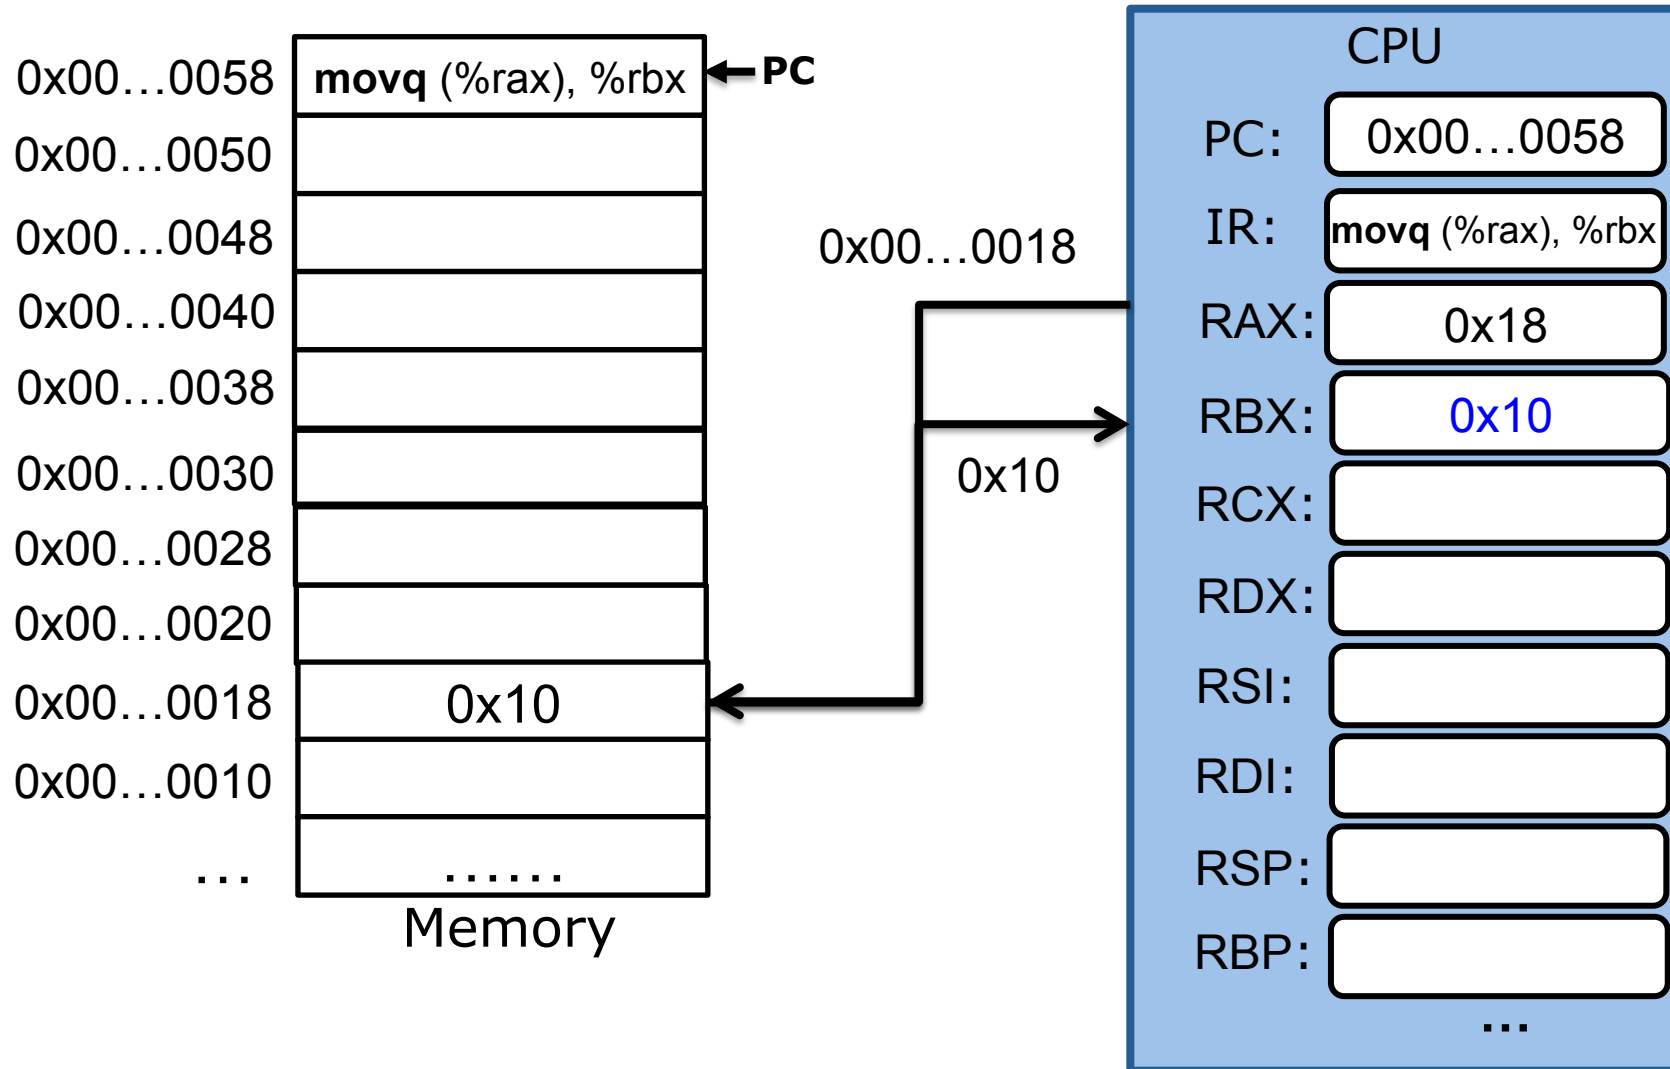 0x00…0058 movq (%rax), %rbx PC
0x00…0050
0x00…0048
0x00…0040
0x00…0038
0x00…0030
0x00…0028
0x00…0020
0x00…0018 0x10
0x00…0010
… ……
Memory
0x00…0018
0x10
CPU
PC: 0x00…0058
IR: movq (%rax), %rbx
RAX: 0x18
RBX: 0x10
RCX:
RDX:
RSI:
RDI:
RSP:
RBP:
…